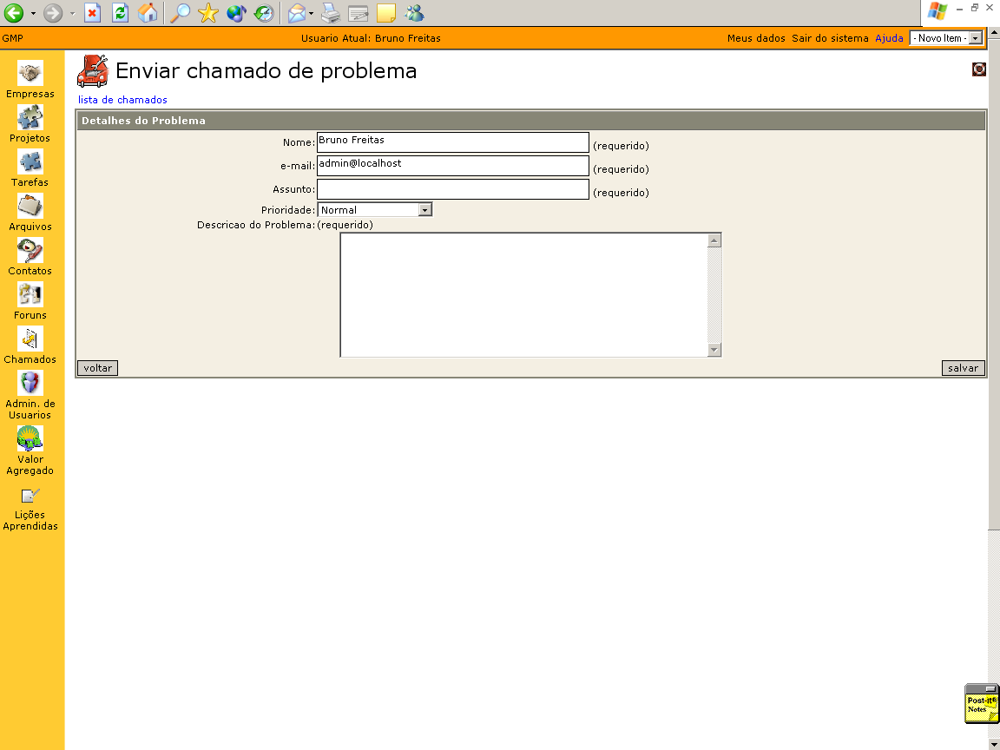 GMP
Usuario Atual: Bruno Freitas
Meus dados Sair do sistema Ajuda - Novo Item -
Enviar chamado de problema
lista de chamados
Detalhes do Problema
Nome: Bruno Freitas (requerido)
e-mail: admin@localhost (requerido)
Assunto: (requerido)
Prioridade: Normal
Descricao do Problema: (requerido)
voltar
salvar
Empresas
Projetos
Tarefas
Arquivos
Contatos
Foruns
Chamados
Admin. de
Usuarios
Valor
Agregado
Lições
Aprendidas
Post-it®
Notes